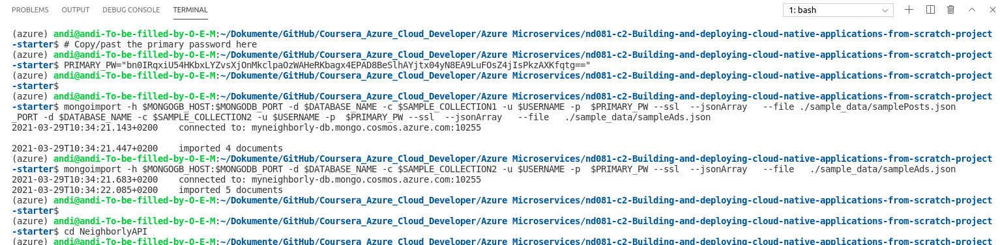 PROBLEMS OUTPUT DEBUG CONSOLE TERMINAL 1: bash
(azure) andi@andi-To-be-filled-by-O-E-M:~/Dokumente/GitHub/Coursera_Azure_Cloud_Developer/Azure Microservices/nd081-c2-Building-and-deploying-cloud-native-applications-from-scratch-project
-starter$ # Copy/past the primary password here
(azure) andi@andi-To-be-filled-by-O-E-M:~/Dokumente/GitHub/Coursera_Azure_Cloud_Developer/Azure Microservices/nd081-c2-Building-and-deploying-cloud-native-applications-from-scratch-project
-starter$ PRIMARY_PW="bn0IRqxiU54HKbxLYZvsXjOnMkclpaOzWAHeRKbagx4EPAD8BeSlhAYjtx04yN8EA9LuFOsZ4jIsPkzAXKfqtg=="
(azure) andi@andi-To-be-filled-by-O-E-M:~/Dokumente/GitHub/Coursera_Azure_Cloud_Developer/Azure Microservices/nd081-c2-Building-and-deploying-cloud-native-applications-from-scratch-project
-starter$
(azure) andi@andi-To-be-filled-by-O-E-M:~/Dokumente/GitHub/Coursera_Azure_Cloud_Developer/Azure Microservices/nd081-c2-Building-and-deploying-cloud-native-applications-from-scratch-project
-starter$ mongoimport -h $MONGOGB_HOST:$MONGODB_PORT -d $DATABASE_NAME -c $SAMPLE_COLLECTION1 -u $USERNAME -p  $PRIMARY_PW --ssl  --jsonArray   --file ./sample_data/samplePosts.json
_PORT -d $DATABASE_NAME -c $SAMPLE_COLLECTION2 -u $USERNAME -p  $PRIMARY_PW --ssl  --jsonArray   --file   ./sample_data/sampleAds.json
2021-03-29T10:34:21.143+0200    connected to: myneighborly-db.mongo.cosmos.azure.com:10255
2021-03-29T10:34:21.447+0200    imported 4 documents
(azure) andi@andi-To-be-filled-by-O-E-M:~/Dokumente/GitHub/Coursera_Azure_Cloud_Developer/Azure Microservices/nd081-c2-Building-and-deploying-cloud-native-applications-from-scratch-project
-starter$ mongoimport -h $MONGOGB_HOST:$MONGODB_PORT -d $DATABASE_NAME -c $SAMPLE_COLLECTION2 -u $USERNAME -p  $PRIMARY_PW --ssl  --jsonArray   --file   ./sample_data/sampleAds.json
2021-03-29T10:34:21.683+0200    connected to: myneighborly-db.mongo.cosmos.azure.com:10255
2021-03-29T10:34:22.085+0200    imported 5 documents
(azure) andi@andi-To-be-filled-by-O-E-M:~/Dokumente/GitHub/Coursera_Azure_Cloud_Developer/Azure Microservices/nd081-c2-Building-and-deploying-cloud-native-applications-from-scratch-project
-starter$
(azure) andi@andi-To-be-filled-by-O-E-M:~/Dokumente/GitHub/Coursera_Azure_Cloud_Developer/Azure Microservices/nd081-c2-Building-and-deploying-cloud-native-applications-from-scratch-project
-starter$ cd NeighborlyAPI
(azure) andi@andi-To-be-filled-by-O-E-M:~/Dokumente/GitHub/Coursera_Azure_Cloud_Developer/Azure Microservices/nd081-c2-Building-and-deploying-cloud-native-applications-from-scratch-project